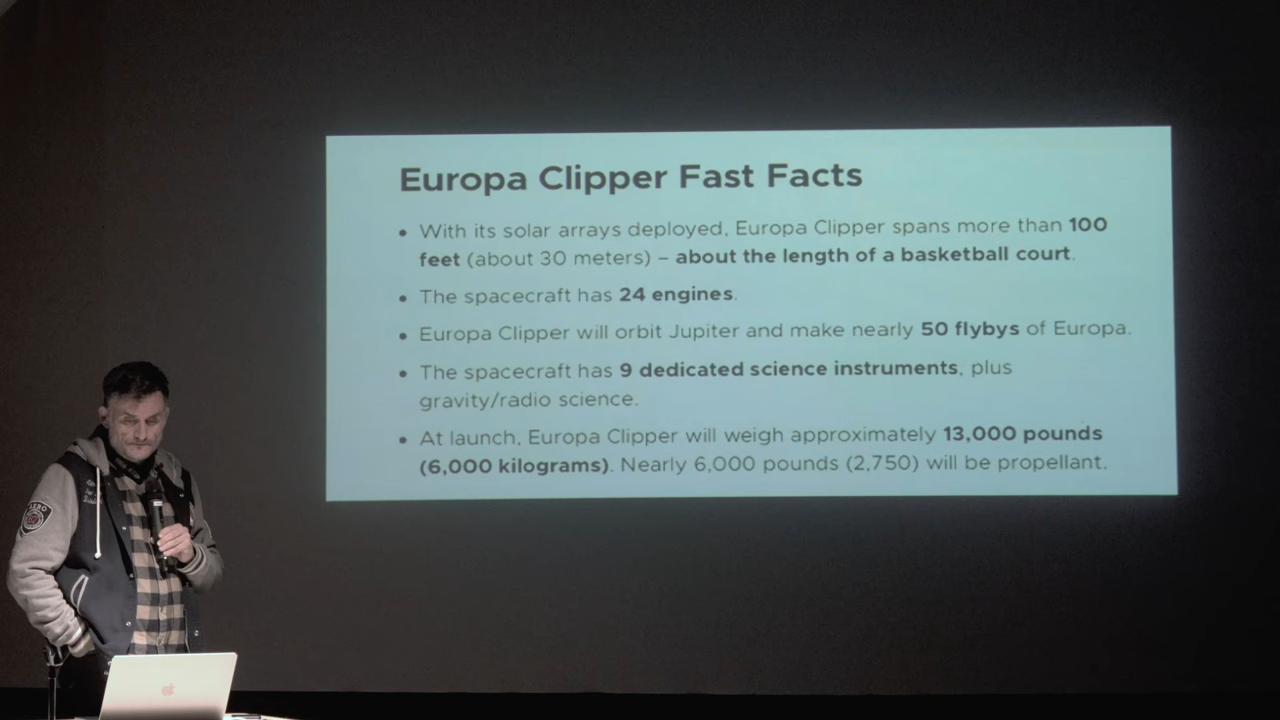 Europa Clipper Fast Facts
• With its solar arrays deployed, Europa Clipper spans more than 100
feet (about 30 meters) – about the length of a basketball court.
• The spacecraft has 24 engines.
• Europa Clipper will orbit Jupiter and make nearly 50 flybys of Europa.
• The spacecraft has 9 dedicated science instruments, plus
gravity/radio science.
• At launch, Europa Clipper will weigh approximately 13,000 pounds
(6,000 kilograms). Nearly 6,000 pounds (2,750) will be propellant.